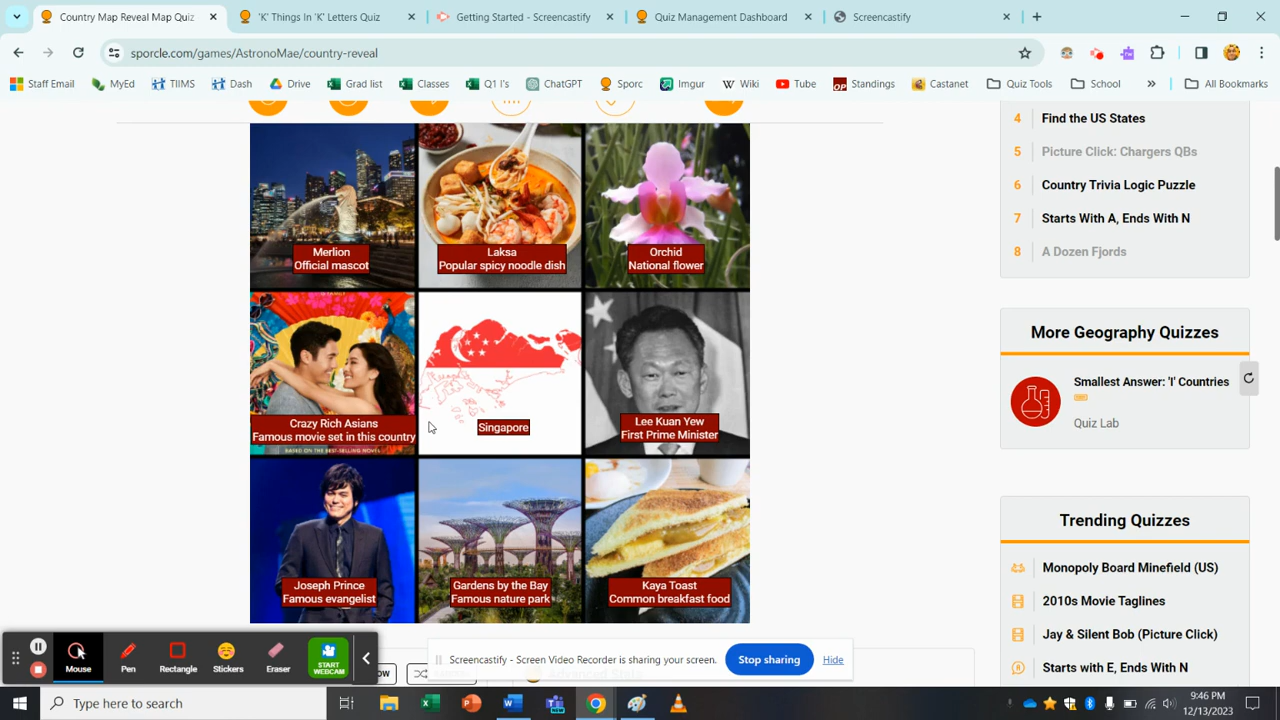 Country Map Reveal Map Quiz
'K' Things In 'K' Letters Quiz
Getting Started - Screencastify
Quiz Management Dashboard
Screencastify
sporcle.com/games/AstronoMae/country-reveal
Staff Email
MyEd
TIIMS
Dash
Drive
Grad list
Classes
Q1 I's
ChatGPT
Sporc
Imgur
Wiki
Tube
Standings
Castanet
Quiz Tools
School
All Bookmarks
Merlion
Official mascot
Laksa
Popular spicy noodle dish
Orchid
National flower
Crazy Rich Asians
Famous movie set in this country
BASED ON THE BEST-SELLING NOVEL
Singapore
Lee Kuan Yew
First Prime Minister
Joseph Prince
Famous evangelist
Gardens by the Bay
Famous nature park
Kaya Toast
Common breakfast food
4 Find the US States
5 Picture Click: Chargers QBs
6 Country Trivia Logic Puzzle
7 Starts With A, Ends With N
8 A Dozen Fjords
More Geography Quizzes
Smallest Answer: 'I' Countries
Quiz Lab
Trending Quizzes
Monopoly Board Minefield (US)
2010s Movie Taglines
Jay & Silent Bob (Picture Click)
Starts with E, Ends With N
Mouse
Pen
Rectangle
Stickers
Eraser
START
WEBCAM
Screencastify - Screen Video Recorder is sharing your screen.
Stop sharing
Hide
Type here to search
9:46 PM
12/13/2023